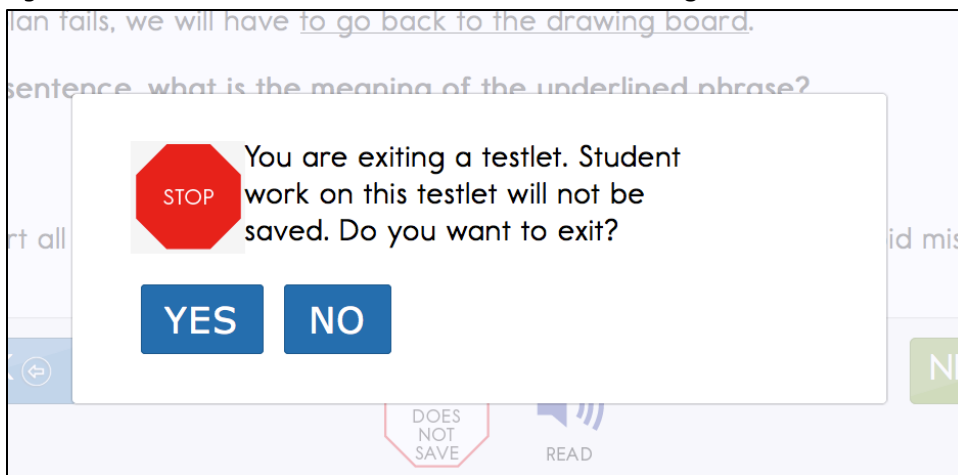 lan fails, we will have to go back to the drawing board.
sentence, what is the meaning of the underlined phrase?
STOP
You are exiting a testlet. Student
work on this testlet will not be
saved. Do you want to exit?
rt all
id mis
YES NO
DOES
NOT
SAVE
READ